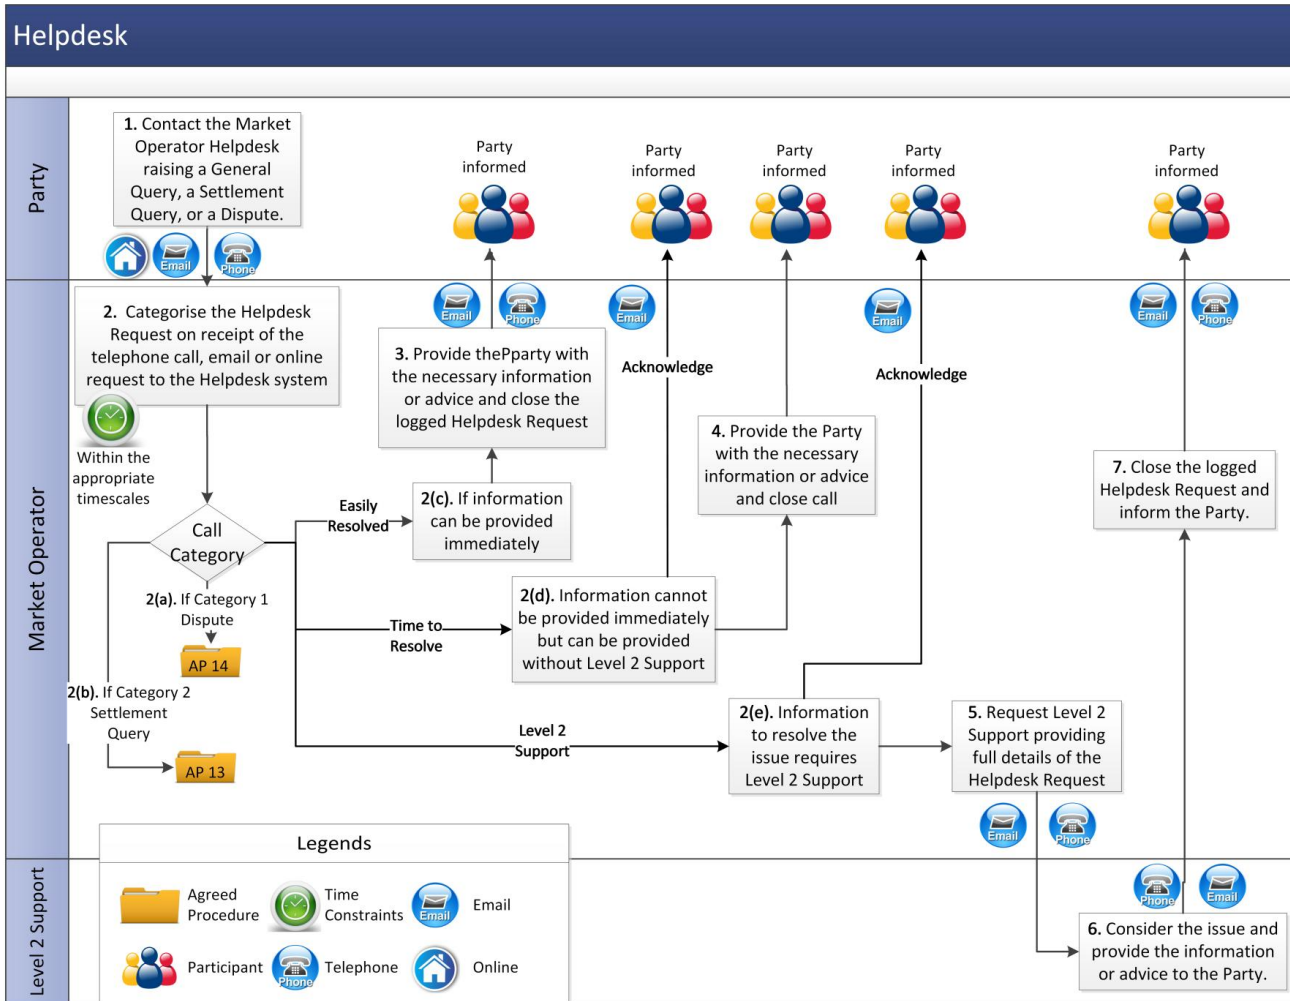 Helpdesk
Party
1. Contact the Market
Operator Helpdesk
raising a General
Query, a Settlement
Query, or a Dispute.
Email
Phone
Party
informed
Party
informed
Party
informed
Party
informed
Party
informed
Market Operator
2. Categorise the Helpdesk
Request on receipt of the
telephone call, email or online
request to the Helpdesk system
Within the
appropriate
timescales
Call
Category
2(a). If Category 1
Dispute
AP 14
2(b). If Category 2
Settlement
Query
AP 13
Email
Phone
3. Provide thePparty with
the necessary information
or advice and close the
logged Helpdesk Request
Easily
Resolved
2(c). If information
can be provided
immediately
Email
Acknowledge
Time to
Resolve
2(d). Information cannot
be provided immediately
but can be provided
without Level 2 Support
4. Provide the Party
with the necessary
information or advice
and close call
Email
Acknowledge
Level 2
Support
2(e). Information
to resolve the
issue requires
Level 2 Support
5. Request Level 2
Support providing
full details of the
Helpdesk Request
Email
Phone
Email
Phone
7. Close the logged
Helpdesk Request and
inform the Party.
Level 2 Support
Phone
Email
6. Consider the issue and
provide the information
or advice to the Party.
Legends
Agreed
Procedure
Time
Constraints
Email
Email
Participant
Phone
Telephone
Online